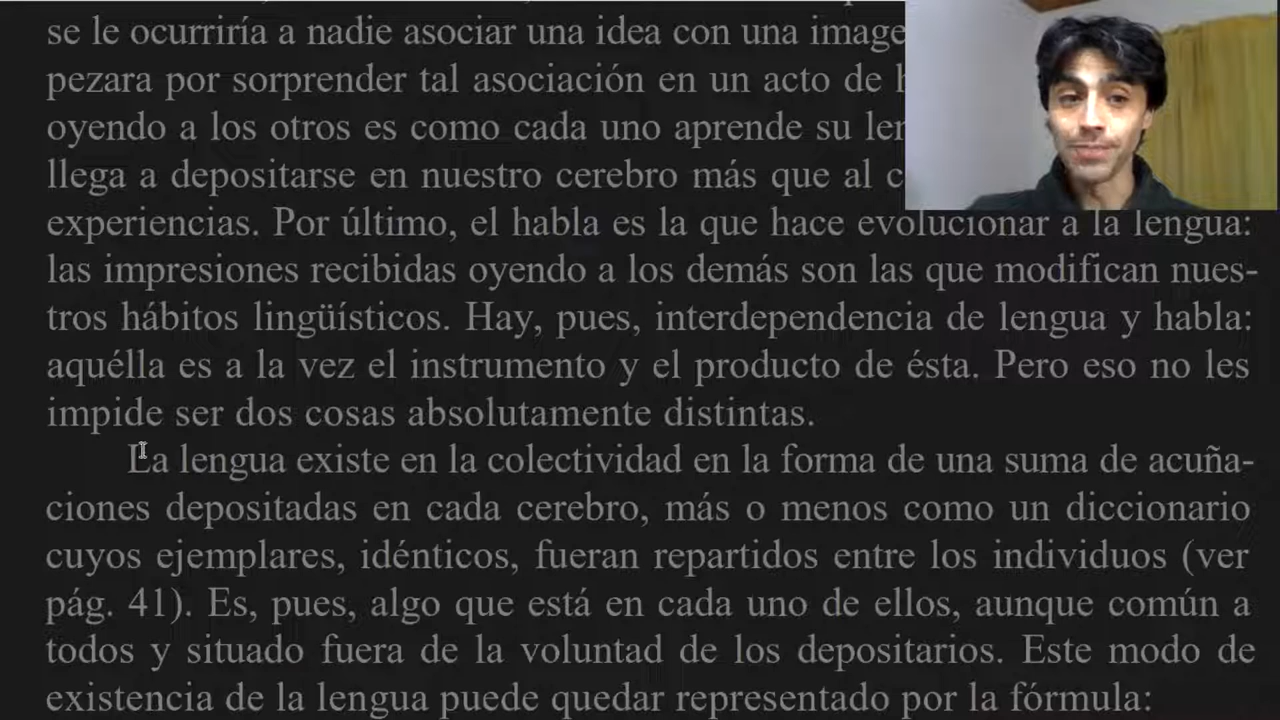 se le ocurriría a nadie asociar una idea con una image
pezara por sorprender tal asociación en un acto de
oyendo a los otros es como cada uno aprende su
llega a depositarse en nuestro cerebro más que al
experiencias. Por último, el habla es la que hace evolucionar a la lengua:
las impresiones recibidas oyendo a los demás son las que modifican nues-
tros hábitos lingüísticos. Hay, pues, interdependencia de lengua y habla:
aquélla es a la vez el instrumento y el producto de ésta. Pero eso no les
impide ser dos cosas absolutamente distintas.
La lengua existe en la colectividad en la forma de una suma de acuña-
ciones depositadas en cada cerebro, más o menos como un diccionario
cuyos ejemplares, idénticos, fueran repartidos entre los individuos (ver
pág. 41). Es, pues, algo que está en cada uno de ellos, aunque común a
todos y situado fuera de la voluntad de los depositarios. Este modo de
existencia de la lengua puede quedar representado por la fórmula: